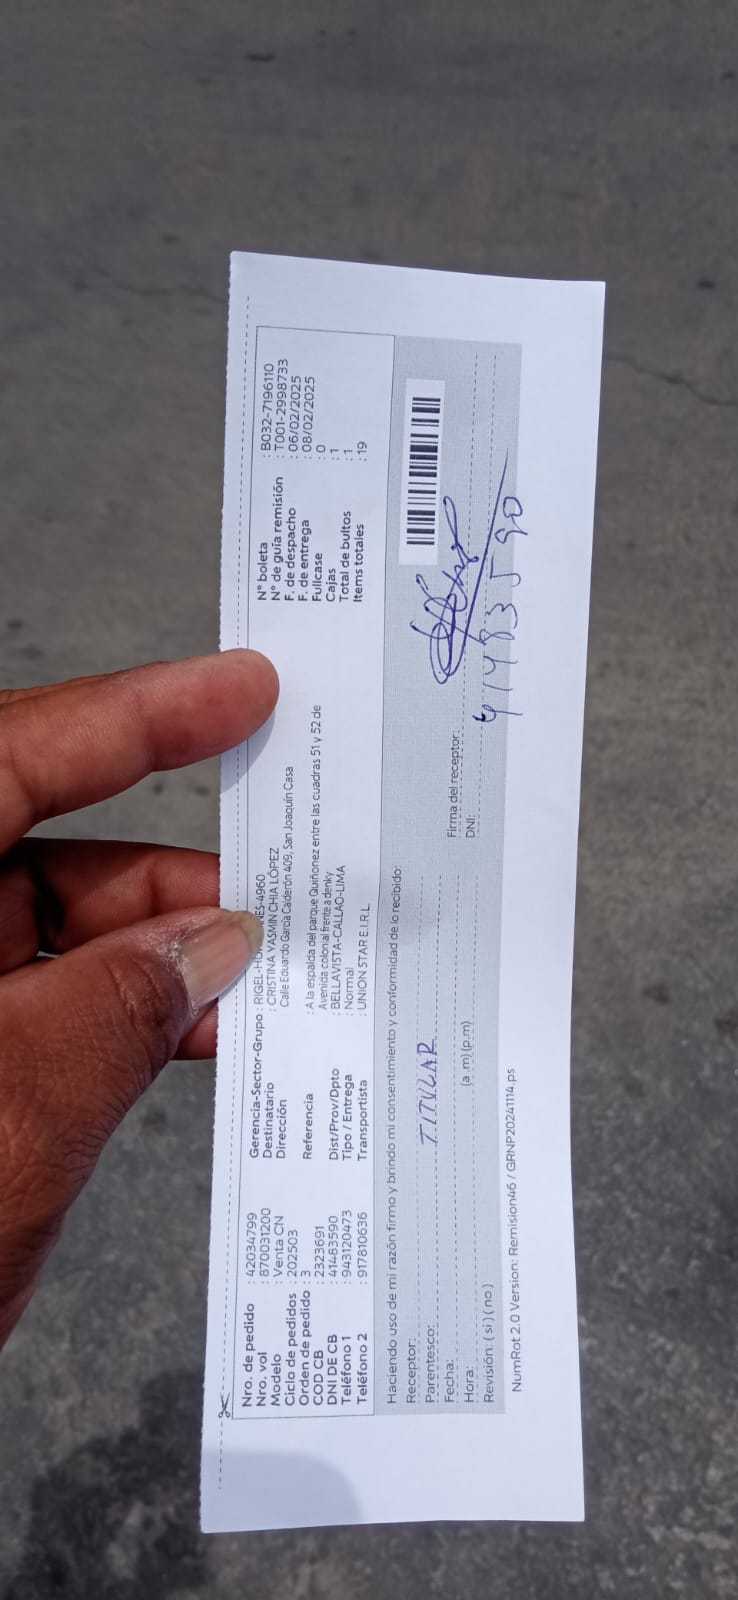 Nro. de pedido : 42034799
Nro. vol : 870031200
Modelo : Venta CN
Ciclo de pedidos : 202503
Orden de pedido : 3
COD CB : 2323691
DNI DE CB : 41483590
Teléfono 1 : 943120473
Teléfono 2 : 917810636
Gerencia-Sector-Grupo : RIGEL-HO NES-4960
Destinatario : CRISTINA YASMIN CHIA LÓPEZ
Dirección Calle Eduardo Garcia Calderón 409, San Joaquin Casa
Referencia : A la espalda del parque Quiñonez entre las cuadras 51 y 52 de
Avenida colonial frente a denky
Dist/Prov/Dpto : BELLAVISTA-CALLAO-LIMA
Tipo / Entrega : Normal
Transportista : UNION STAR E.I.R.L.
N° boleta : B032-7196110
N° de guía remisión : T001-2998733
F. de despacho : 06/02/2025
F. de entrega : 08/02/2025
Fullcase : 0
Cajas : 1
Total de bultos : 1
Items totales : 19
Haciendo uso de mi razón firmo y brindo mi consentimiento y conformidad de lo recibido:
Receptor:
Parentesco: TITULAR
Fecha:
Hora: (a .m) (p.m)
Revisión: ( si ) ( no )
Firma del receptor:
DNI: 41483590
NumRot 2.0 Version: Remision46 / GRNP20241114.ps